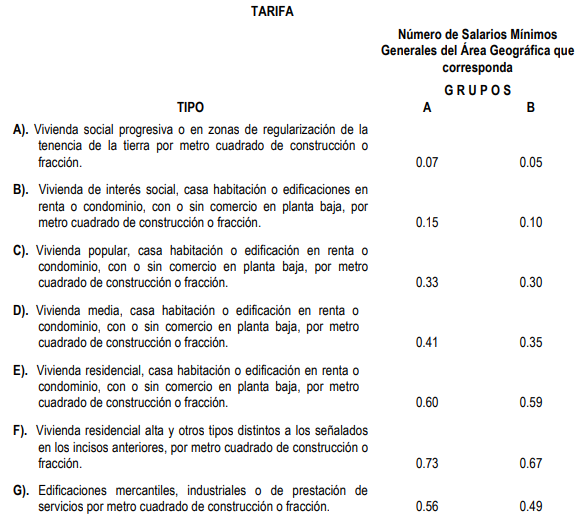 TARIFA
Número de Salarios Mínimos
Generales del Área Geográfica que
corresponda
G R U P O S
TIPO A B
A). Vivienda social progresiva o en zonas de regularización de la
tenencia de la tierra por metro cuadrado de construcción o
fracción. 0.07 0.05
B). Vivienda de interés social, casa habitación o edificaciones en
renta o condominio, con o sin comercio en planta baja, por
metro cuadrado de construcción o fracción. 0.15 0.10
C). Vivienda popular, casa habitación o edificación en renta o
condominio, con o sin comercio en planta baja, por metro
cuadrado de construcción o fracción. 0.33 0.30
D). Vivienda media, casa habitación o edificación en renta o
condominio, con o sin comercio en planta baja, por metro
cuadrado de construcción o fracción. 0.41 0.35
E). Vivienda residencial, casa habitación o edificación en renta o
condominio, con o sin comercio en planta baja, por metro
cuadrado de construcción o fracción. 0.60 0.59
F). Vivienda residencial alta y otros tipos distintos a los señalados
en los incisos anteriores, por metro cuadrado de construcción o
fracción. 0.73 0.67
G). Edificaciones mercantiles, industriales o de prestación de
servicios por metro cuadrado de construcción o fracción. 0.56 0.49